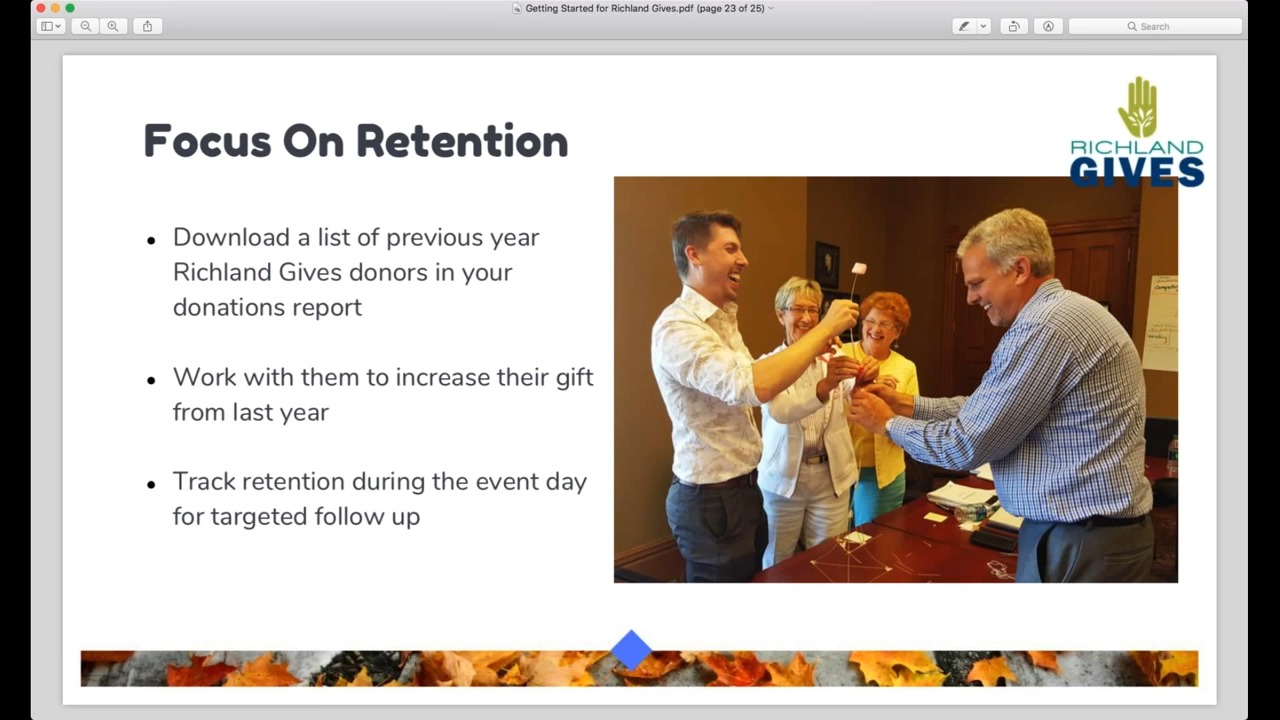 Getting Started for Richland Gives.pdf (page 23 of 25)
Search
RICHLAND
GIVES
Focus On Retention
Download a list of previous year
Richland Gives donors in your
donations report
Work with them to increase their gift
from last year
Track retention during the event day
for targeted follow up